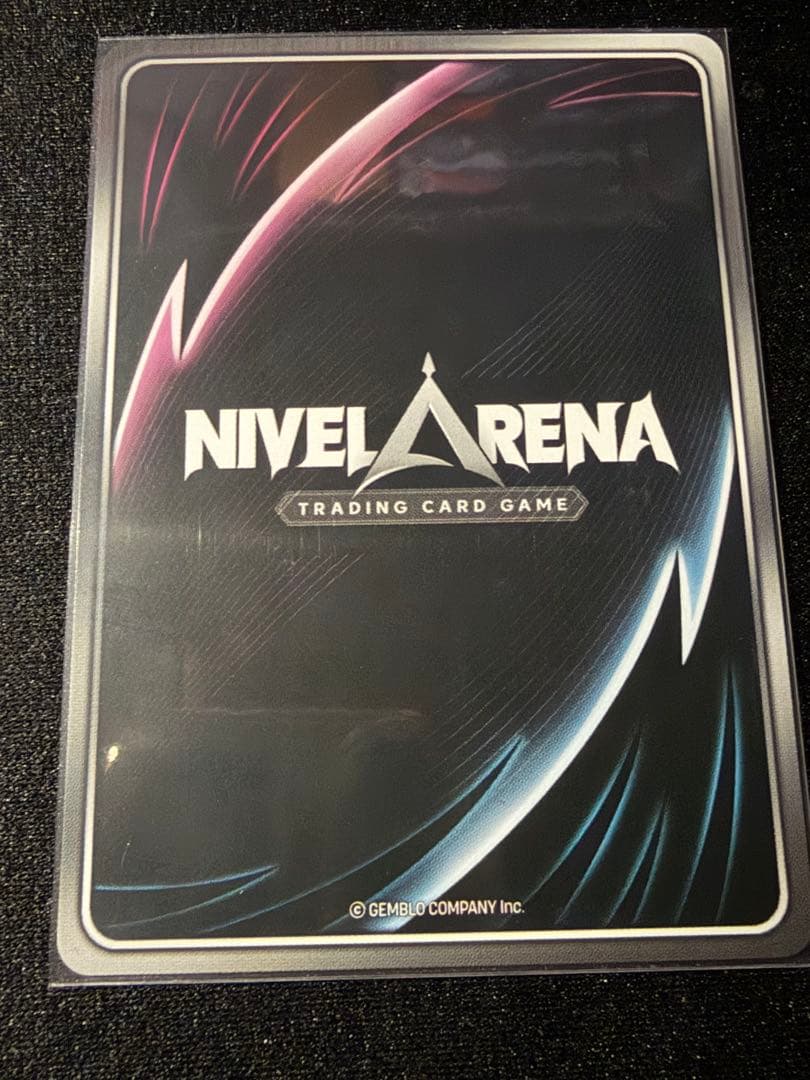 NIVEL ARENA
TRADING CARD GAME
© GEMBLO COMPANY Inc.